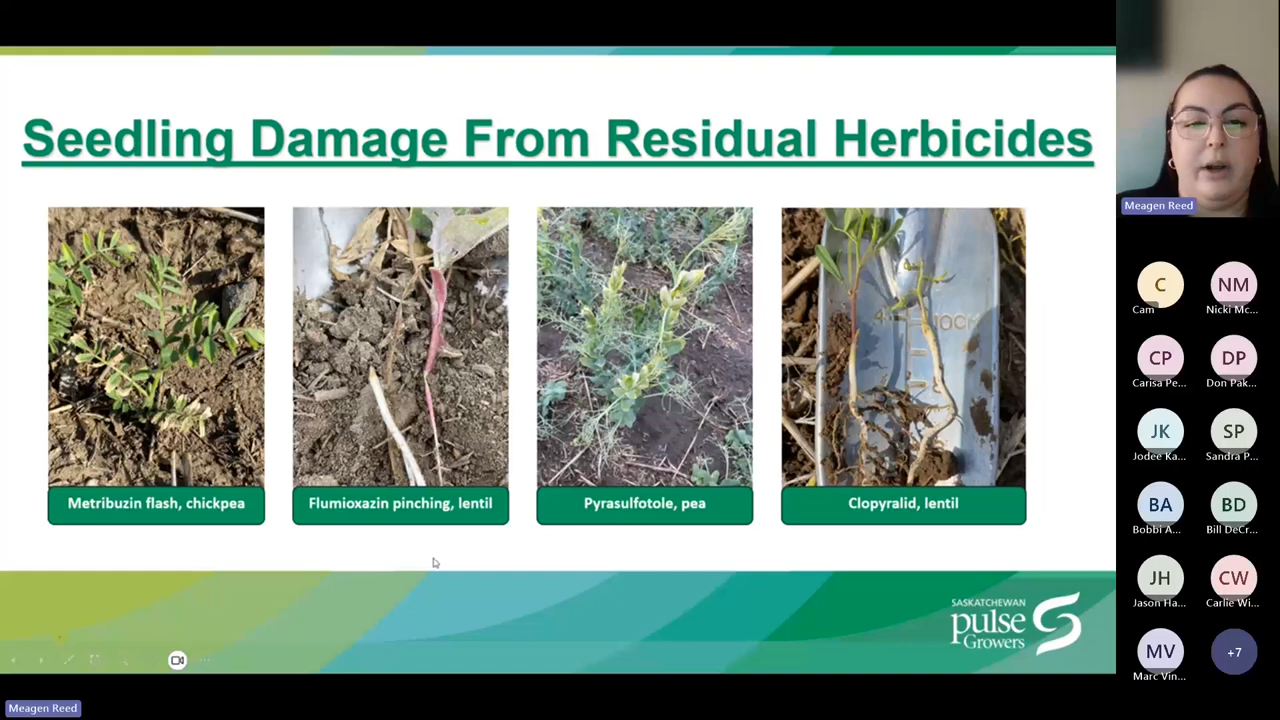 Seedling Damage From Residual Herbicides
Metribuzin flash, chickpea
Flumioxazin pinching, lentil
Pyrasulfotole, pea
Clopyralid, lentil
SASKATCHEWAN
pulse
Growers
Meagen Reed
C
Cam
NM
Nicki Mc...
CP
Carisa Pe...
DP
Don Pak...
JK
Jodee Ka...
SP
Sandra P...
BA
Bobbi A...
BD
Bill DeCr...
JH
Jason Ha...
CW
Carlie Wi...
MV
Marc Vin...
+7
Meagen Reed